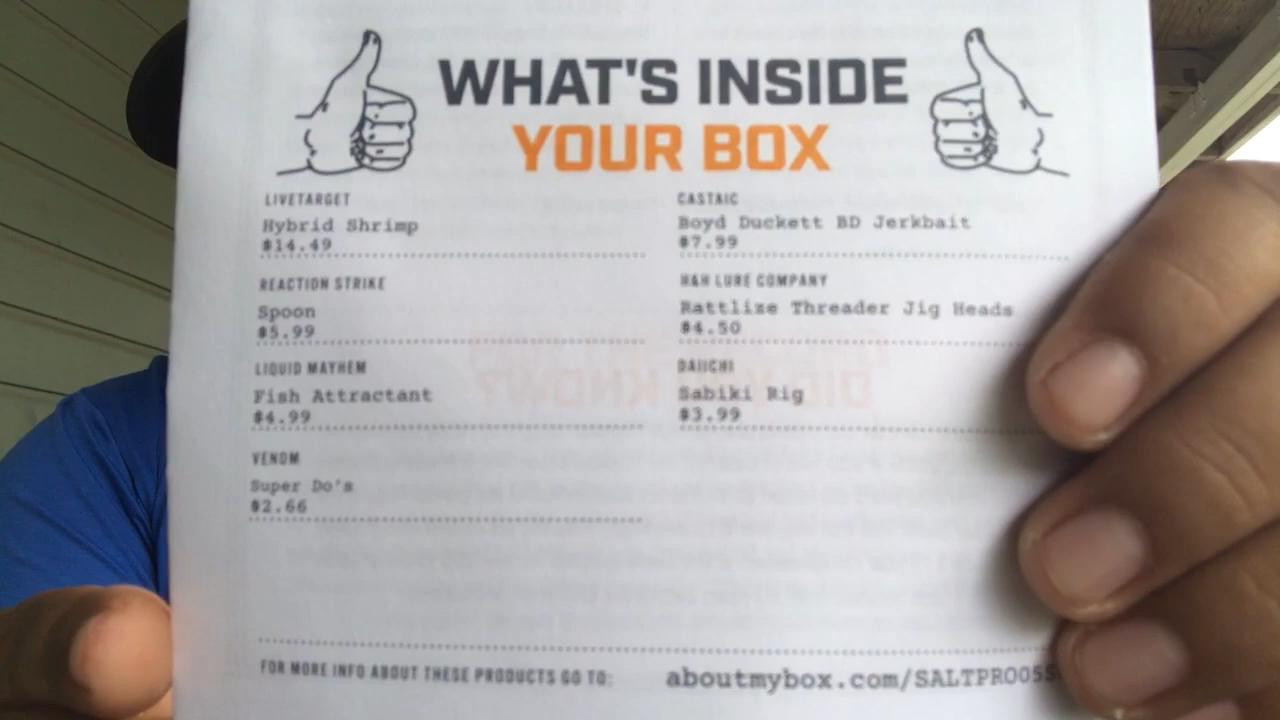 WHAT'S INSIDE
YOUR BOX
LIVETARGET
Hybrid Shrimp
$14.49
REACTION STRIKE
Spoon
$5.99
LIQUID MAYHEM
Fish Attractant
$4.99
VENOM
Super Do's
$2.66
CASTAIC
Boyd Duckett BD Jerkbait
$7.99
H&H LURE COMPANY
Rattlize Threader Jig Heads
$4.50
DAIICHI
Sabiki Rig
$3.99
FOR MORE INFO ABOUT THESE PRODUCTS GO TO:
aboutmybox.com/SALTPRO05S